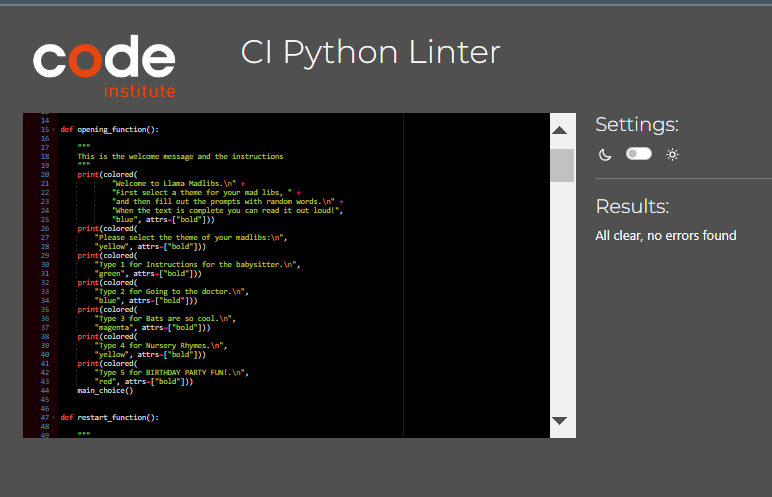 code
institute
CI Python Linter
14
15 def opening_function():
16
17 """
18 This is the welcome message and the instructions
19 """
20 print(colored(
21 "Welcome to Llama Madlibs.\n" +
22 "First select a theme for your mad libs, " +
23 "and then fill out the prompts with random words.\n" +
24 "When the text is complete you can read it out loud!",
25 "blue", attrs=["bold"]))
26 print(colored(
27 "Please select the theme of your madlibs:\n",
28 "yellow", attrs=["bold"]))
29 print(colored(
30 "Type 1 for Instructions for the babysitter.\n",
31 "green", attrs=["bold"]))
32 print(colored(
33 "Type 2 for Going to the doctor.\n",
34 "blue", attrs=["bold"]))
35 print(colored(
36 "Type 3 for Bats are so cool.\n",
37 "magenta", attrs=["bold"]))
38 print(colored(
39 "Type 4 for Nursery Rhymes.\n",
40 "yellow", attrs=["bold"]))
41 print(colored(
42 "Type 5 for BIRTHDAY PARTY FUN!.\n",
43 "red", attrs=["bold"]))
44 main_choice()
45
46
47 def restart_function():
48
49 """
Settings:
Results:
All clear, no errors found